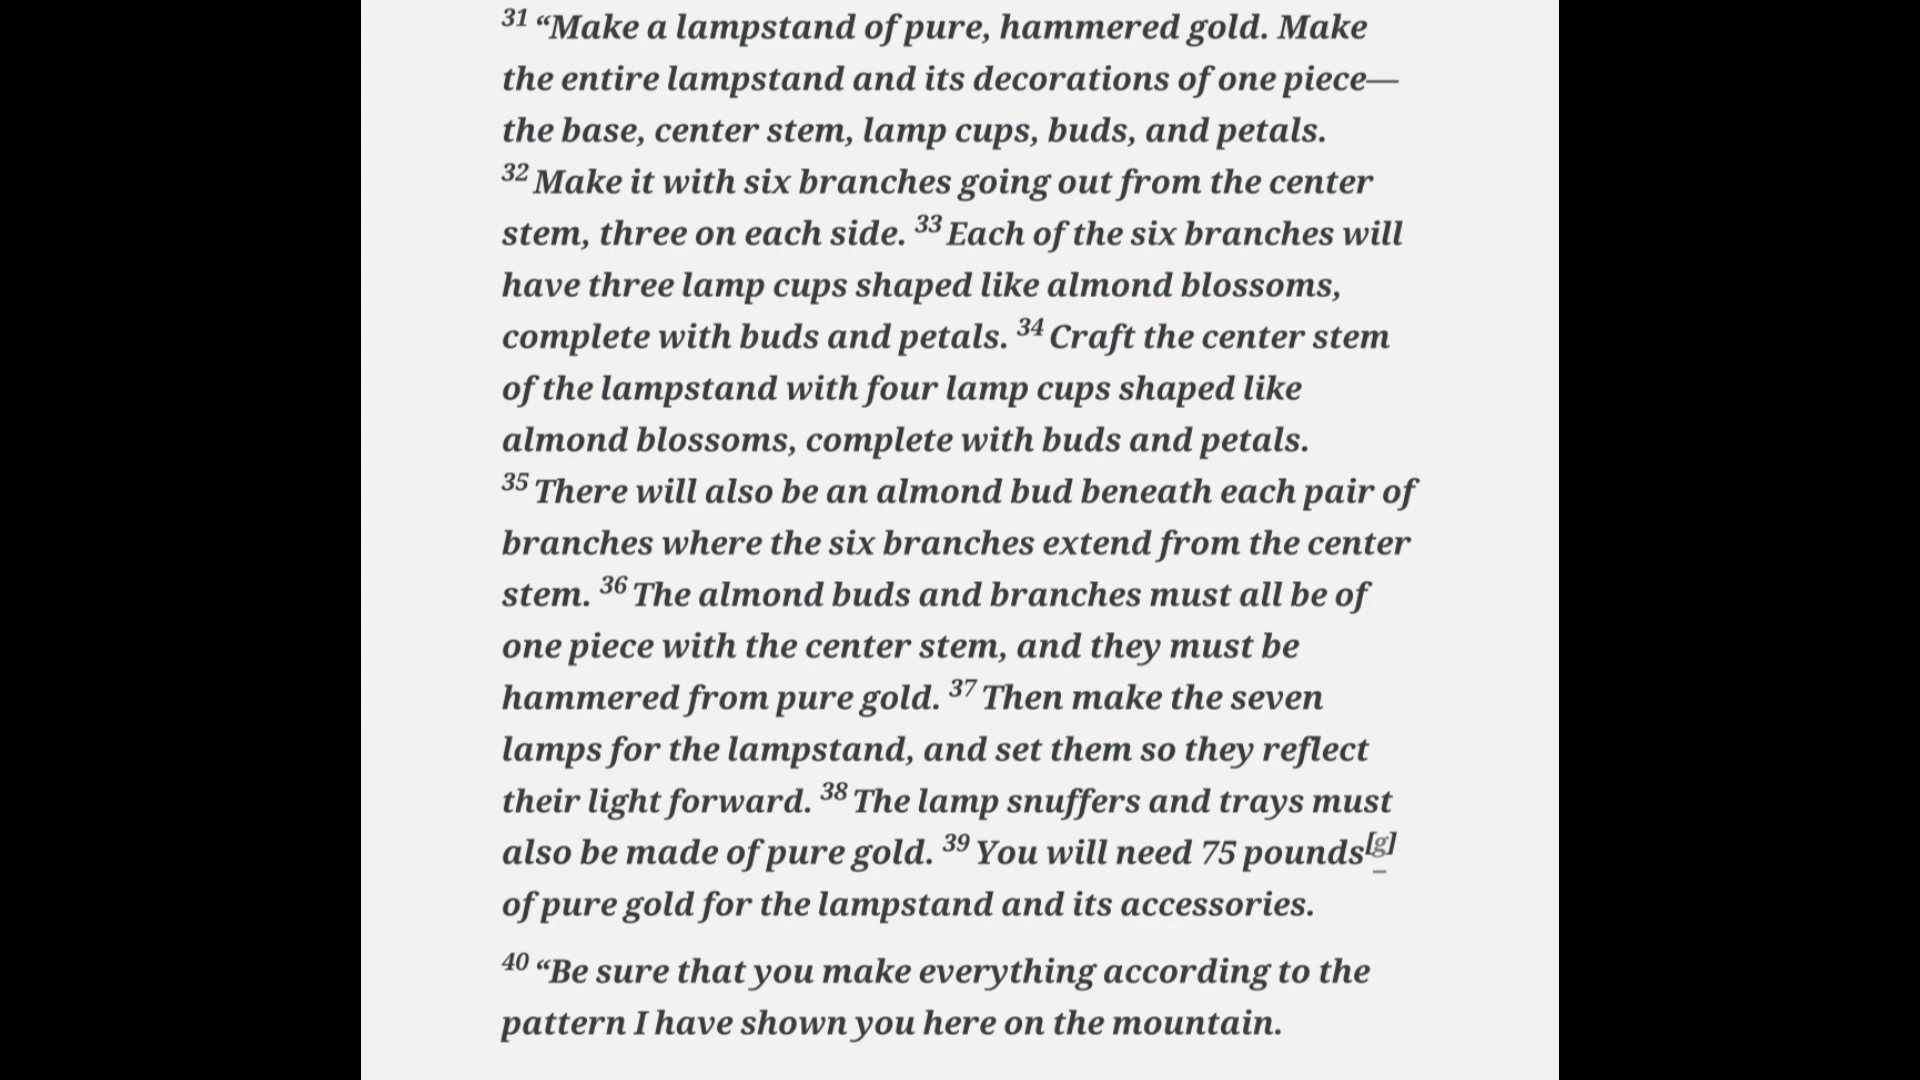 31 “Make a lampstand of pure, hammered gold. Make
the entire lampstand and its decorations of one piece—
the base, center stem, lamp cups, buds, and petals.
32 Make it with six branches going out from the center
stem, three on each side. 33 Each of the six branches will
have three lamp cups shaped like almond blossoms,
complete with buds and petals. 34 Craft the center stem
of the lampstand with four lamp cups shaped like
almond blossoms, complete with buds and petals.
35 There will also be an almond bud beneath each pair of
branches where the six branches extend from the center
stem. 36 The almond buds and branches must all be of
one piece with the center stem, and they must be
hammered from pure gold. 37 Then make the seven
lamps for the lampstand, and set them so they reflect
their light forward. 38 The lamp snuffers and trays must
also be made of pure gold. 39 You will need 75 pounds[g]
of pure gold for the lampstand and its accessories.
40 “Be sure that you make everything according to the
pattern I have shown you here on the mountain.